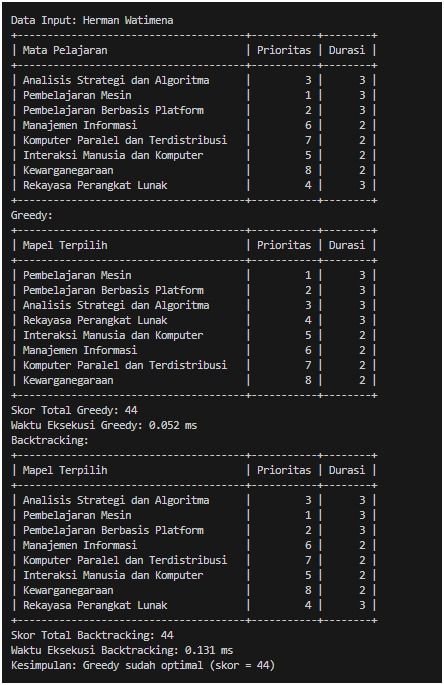 Data Input: Herman Watimena
+-----------------------------------+-----------+--------+
| Mata Pelajaran | Prioritas | Durasi |
+-----------------------------------+-----------+--------+
| Analisis Strategi dan Algoritma | 3 | 3 |
| Pembelajaran Mesin | 1 | 3 |
| Pembelajaran Berbasis Platform | 2 | 3 |
| Manajemen Informasi | 6 | 2 |
| Komputer Paralel dan Terdistribusi | 7 | 2 |
| Interaksi Manusia dan Komputer | 5 | 2 |
| Kewarganegaraan | 8 | 2 |
| Rekayasa Perangkat Lunak | 4 | 3 |
+-----------------------------------+-----------+--------+
Greedy:
+-----------------------------------+-----------+--------+
| Mapel Terpilih | Prioritas | Durasi |
+-----------------------------------+-----------+--------+
| Pembelajaran Mesin | 1 | 3 |
| Pembelajaran Berbasis Platform | 2 | 3 |
| Analisis Strategi dan Algoritma | 3 | 3 |
| Rekayasa Perangkat Lunak | 4 | 3 |
| Interaksi Manusia dan Komputer | 5 | 2 |
| Manajemen Informasi | 6 | 2 |
| Komputer Paralel dan Terdistribusi | 7 | 2 |
| Kewarganegaraan | 8 | 2 |
+-----------------------------------+-----------+--------+
Skor Total Greedy: 44
Waktu Eksekusi Greedy: 0.052 ms
Backtracking:
+-----------------------------------+-----------+--------+
| Mapel Terpilih | Prioritas | Durasi |
+-----------------------------------+-----------+--------+
| Analisis Strategi dan Algoritma | 3 | 3 |
| Pembelajaran Mesin | 1 | 3 |
| Pembelajaran Berbasis Platform | 2 | 3 |
| Manajemen Informasi | 6 | 2 |
| Komputer Paralel dan Terdistribusi | 7 | 2 |
| Interaksi Manusia dan Komputer | 5 | 2 |
| Kewarganegaraan | 8 | 2 |
| Rekayasa Perangkat Lunak | 4 | 3 |
+-----------------------------------+-----------+--------+
Skor Total Backtracking: 44
Waktu Eksekusi Backtracking: 0.131 ms
Kesimpulan: Greedy sudah optimal (skor = 44)